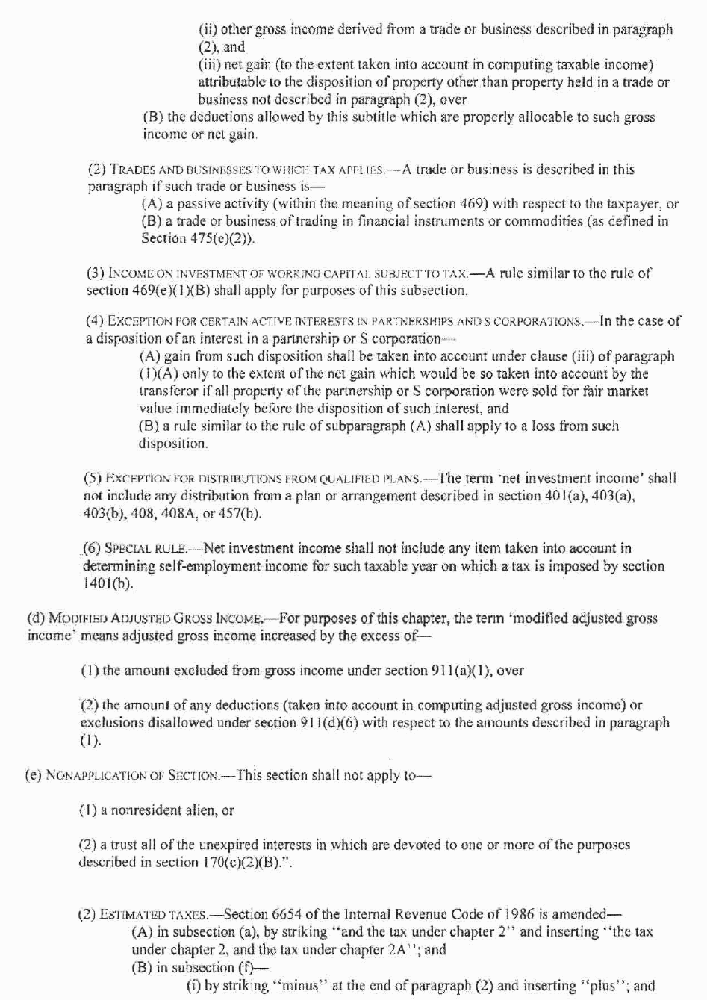 (ii) other gross income derived from a trade or business described in paragraph
(2), and
(iii) net gain (to the extent taken into account in computing taxable income)
attributable to the disposition of property other than property held in a trade or
business not described in paragraph (2), over
(B) the deductions allowed by this subtitle which are properly allocable to such gross
income or net gain.
(2) TRADES AND BUSINESSES TO WHICH TAX APPLIES.—A trade or business is described in this
paragraph if such trade or business is—
(A) a passive activity (within the meaning of section 469) with respect to the taxpayer, or
(B) a trade or business of trading in financial instruments or commodities (as defined in
Section 475(e)(2)).
(3) INCOME ON INVESTMENT OF WORKING CAPITAL SUBJECT TO TAX.—A rule similar to the rule of
section 469(e)(1)(B) shall apply for purposes of this subsection.
(4) EXCEPTION FOR CERTAIN ACTIVE INTERESTS IN PARTNERSHIPS AND S CORPORATIONS.—In the case of
a disposition of an interest in a partnership or S corporation—
(A) gain from such disposition shall be taken into account under clause (iii) of paragraph
(1)(A) only to the extent of the net gain which would be so taken into account by the
transferor if all property of the partnership or S corporation were sold for fair market
value immediately before the disposition of such interest, and
(B) a rule similar to the rule of subparagraph (A) shall apply to a loss from such
disposition.
(5) EXCEPTION FOR DISTRIBUTIONS FROM QUALIFIED PLANS.—The term ‘net investment income’ shall
not include any distribution from a plan or arrangement described in section 401(a), 403(a),
403(b), 408, 408A, or 457(b).
(6) SPECIAL RULE.—Net investment income shall not include any item taken into account in
determining self-employment income for such taxable year on which a tax is imposed by section
1401(b).
(d) MODIFIED ADJUSTED GROSS INCOME.—For purposes of this chapter, the term ‘modified adjusted gross
income’ means adjusted gross income increased by the excess of—
(1) the amount excluded from gross income under section 911(a)(1), over
(2) the amount of any deductions (taken into account in computing adjusted gross income) or
exclusions disallowed under section 911(d)(6) with respect to the amounts described in paragraph
(1).
(e) NONAPPLICATION OF SECTION.—This section shall not apply to—
(1) a nonresident alien, or
(2) a trust all of the unexpired interests in which are devoted to one or more of the purposes
described in section 170(c)(2)(B).”.
(2) ESTIMATED TAXES.—Section 6654 of the Internal Revenue Code of 1986 is amended—
(A) in subsection (a), by striking ‘‘and the tax under chapter 2’’ and inserting ‘‘the tax
under chapter 2, and the tax under chapter 2A’’; and
(B) in subsection (f)—
(i) by striking ‘‘minus’’ at the end of paragraph (2) and inserting ‘‘plus’’; and